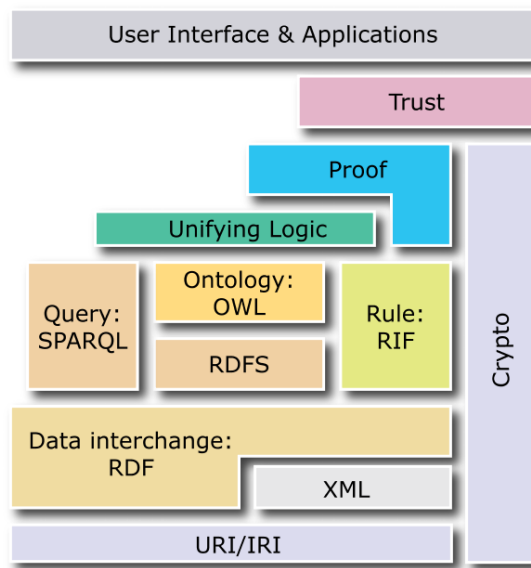 User Interface & Applications
Trust
Proof
Unifying Logic
Ontology:
OWL
Query:
SPARQL
Rule:
RIF
RDFS
Crypto
Data interchange:
RDF
XML
URI/IRI